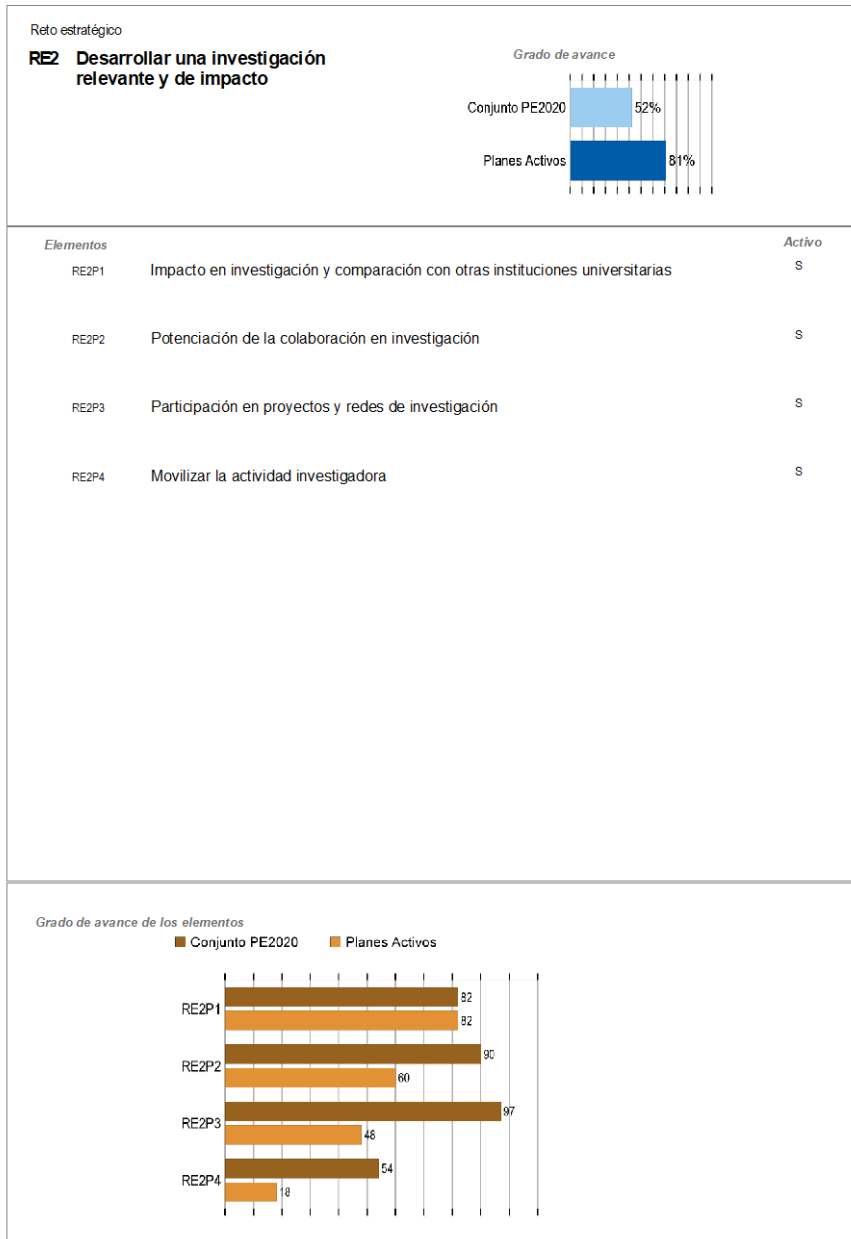 Reto estratégico
RE2 Desarrollar una investigación
relevante y de impacto
Grado de avance
Conjunto PE2020 52%
Planes Activos 81%
Elementos Activo
RE2P1 Impacto en investigación y comparación con otras instituciones universitarias S
RE2P2 Potenciación de la colaboración en investigación S
RE2P3 Participación en proyectos y redes de investigación S
RE2P4 Movilizar la actividad investigadora S
Grado de avance de los elementos
Conjunto PE2020 Planes Activos
RE2P1 82
82
RE2P2 90
60
RE2P3 97
48
RE2P4 54
18